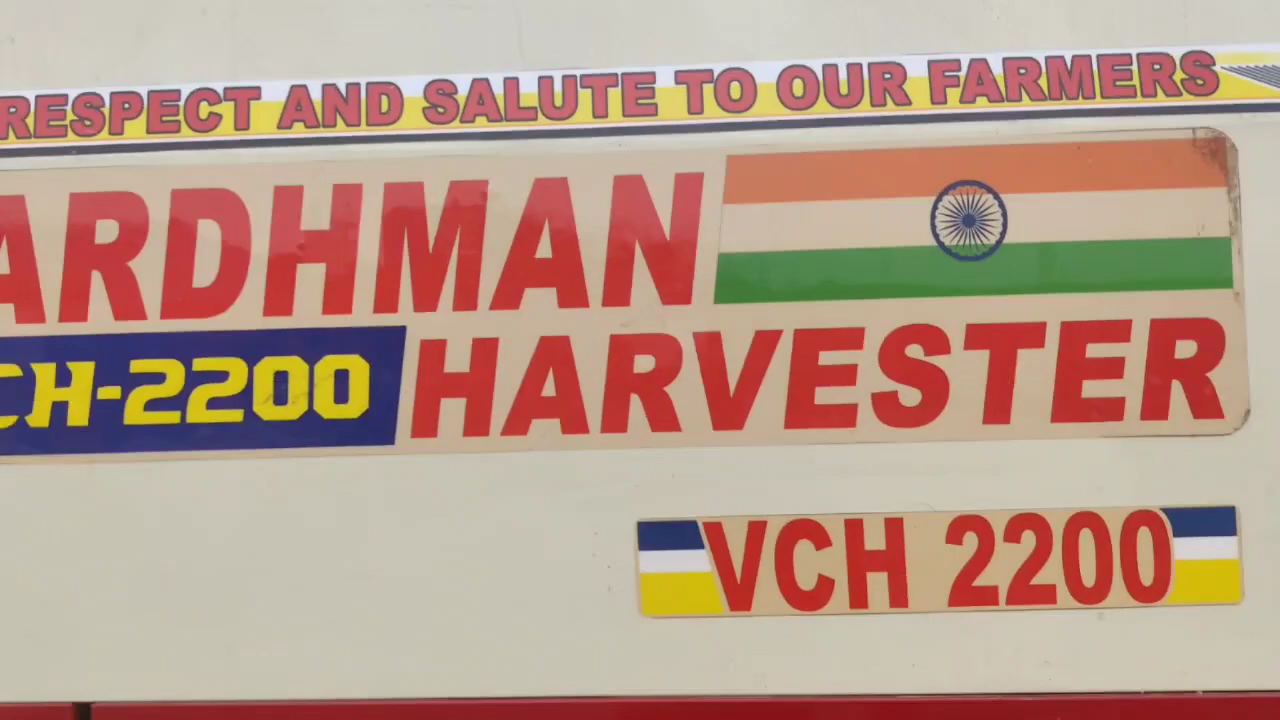 RESPECT AND SALUTE TO OUR FARMERS
ARDHMAN
CH-2200 HARVESTER
VCH 2200